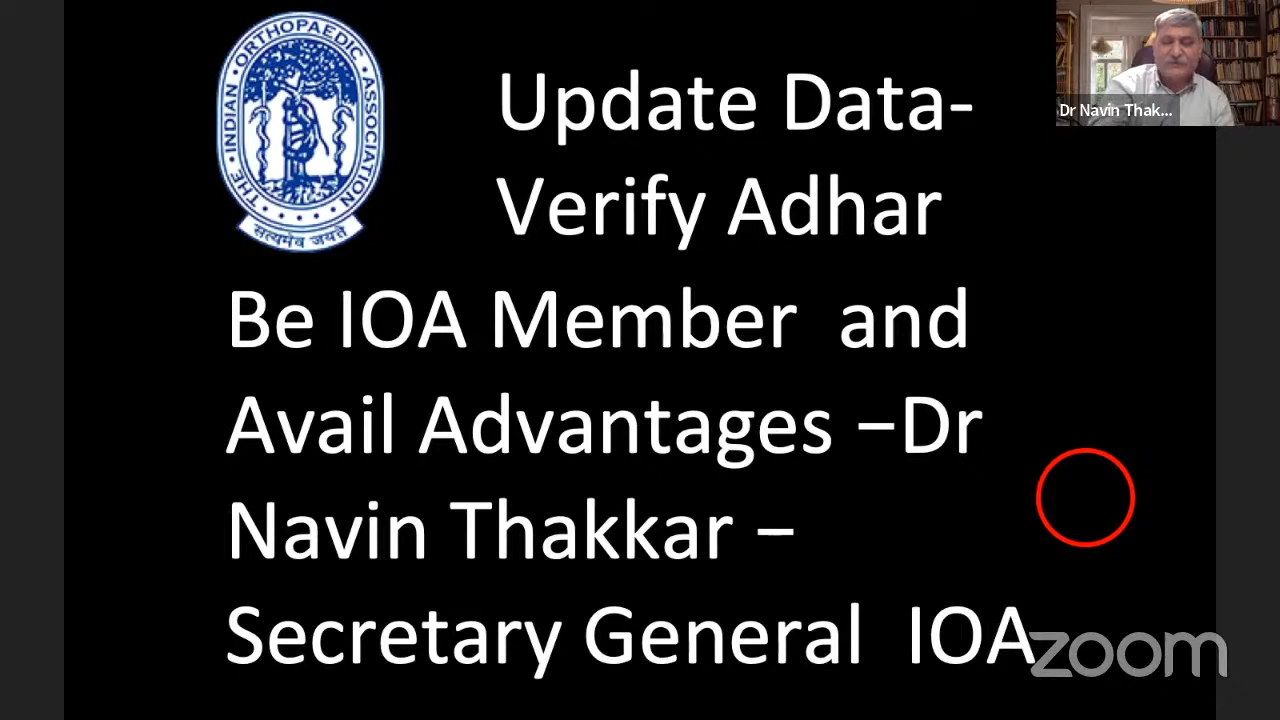 THE INDIAN • ORTHOPAEDIC • ASSOCIATION
सत्यमेव जयते
Update Data-
Verify Adhar
Be IOA Member and
Avail Advantages –Dr
Navin Thakkar –
Secretary General IOA
Dr Navin Thak...
zoom